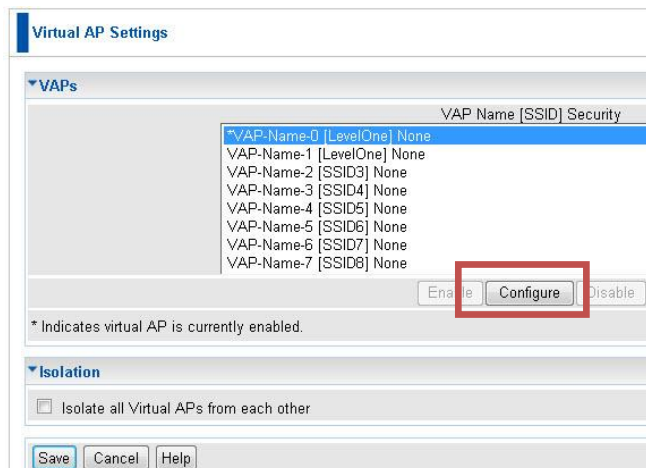 Virtual AP Settings
VAPs
VAP Name [SSID] Security
*VAP-Name-0 [LevelOne] None
VAP-Name-1 [LevelOne] None
VAP-Name-2 [SSID3] None
VAP-Name-3 [SSID4] None
VAP-Name-4 [SSID5] None
VAP-Name-5 [SSID6] None
VAP-Name-6 [SSID7] None
VAP-Name-7 [SSID8] None
Enable Configure Disable
* Indicates virtual AP is currently enabled.
Isolation
Isolate all Virtual APs from each other
Save Cancel Help